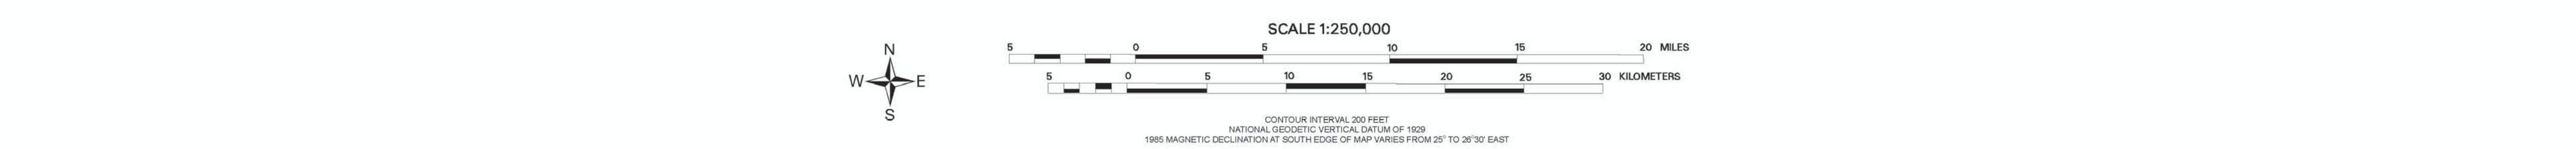 SCALE 1:250,000
5 0 5 10 15 20 MILES
5 0 5 10 15 20 25 30 KILOMETERS
N
W E
S
CONTOUR INTERVAL 200 FEET
NATIONAL GEODETIC VERTICAL DATUM OF 1929
1985 MAGNETIC DECLINATION AT SOUTH EDGE OF MAP VARIES FROM 25° TO 26°30' EAST